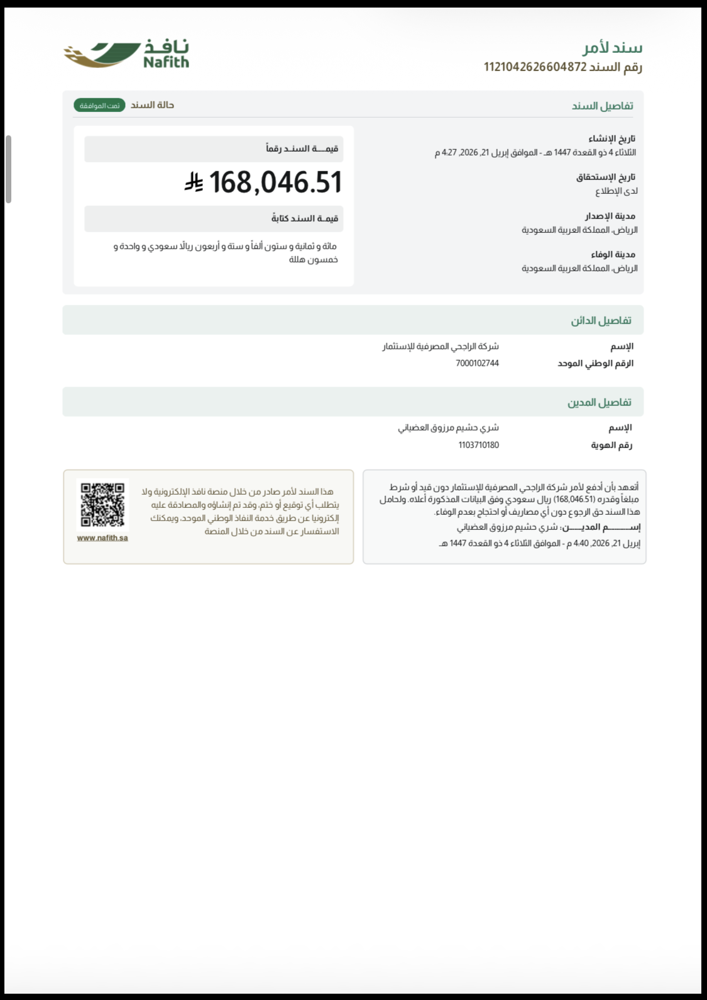 نافذ
Nafith
سند لأمر
رقم السند 1121042626604872
تفاصيل السند
حالة السند تمت الموافقة
تاريخ الإنشاء
الثلاثاء 4 ذو القعدة 1447 هـ - الموافق إبريل 21, 2026, 4:27 م
تاريخ الإستحقاق
لدى الإطلاع
مدينة الإصدار
الرياض، المملكة العربية السعودية
مدينة الوفاء
الرياض، المملكة العربية السعودية
قيمــــة السنــد رقماً
168,046.51
قيمــة السند كتابةً
مائة و ثمانية و ستون ألفاً و ستة و أربعون ريالًا سعودي و واحدة و
خمسون هللة
تفاصيل الدائن
الإسم شركة الراجحي المصرفية للإستثمار
الرقم الوطني الموحد 7000102744
تفاصيل المدين
الإسم شري حشيم مرزوق العضياني
رقم الهوية 1103710180
أتعهد بأن أدفع لأمر شركة الراجحي المصرفية للإستثمار دون قيد أو شرط
مبلغاً وقدره (168,046.51) ريال سعودي وفق البيانات المذكورة أعلاه. ولحامل
هذا السند حق الرجوع دون أي مصاريف أو احتجاج بعدم الوفاء.
إســـــــــم المديــــــن: شري حشيم مرزوق العضياني
إبريل 21, 2026, 4:40 م - الموافق الثلاثاء 4 ذو القعدة 1447 هـ
هذا السند لأمر صادر من خلال منصة نافذ الإلكترونية ولا
يتطلب أي توقيع أو ختم، وقد تم إنشاؤه والمصادقة عليه
إلكترونيا عن طريق خدمة النفاذ الوطني الموحد، ويمكنك
الاستفسار عن السند من خلال المنصة
www.nafith.sa